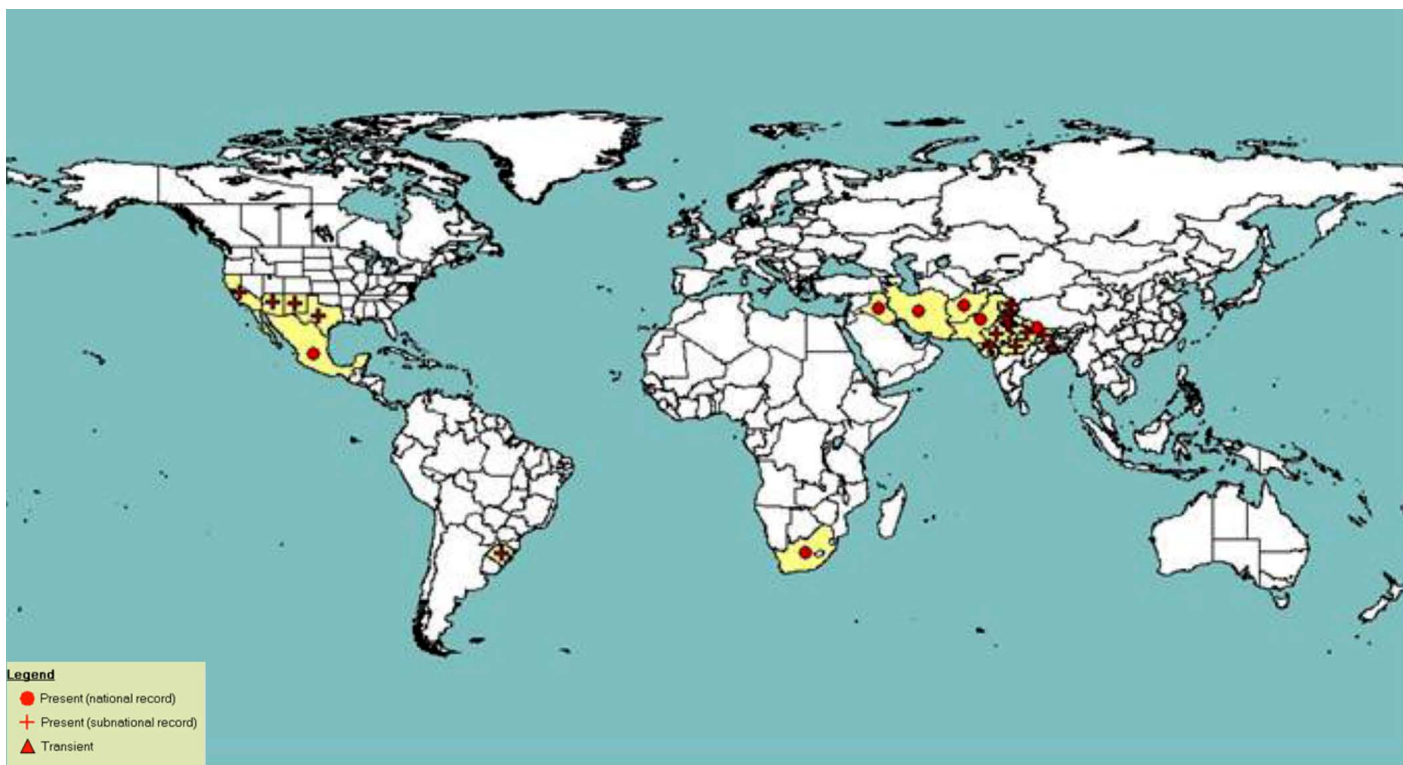 Legend
Present (national record)
Present (subnational record)
Transient